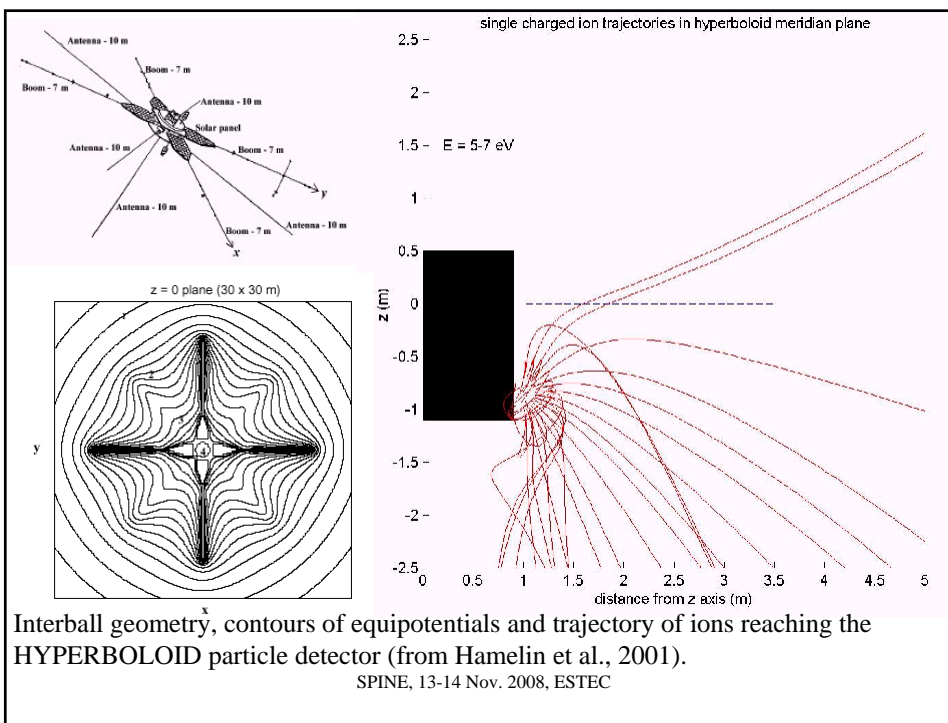 Antenna - 10 m
Boom - 7 m
Antenna - 10 m
Boom - 7 m
Solar panel
Antenna - 10 m
Boom - 7 m
y
Antenna - 10 m
Antenna - 10 m
Boom - 7 m
x
z = 0 plane (30 x 30 m)
1
2
3
4
y
x
single charged ion trajectories in hyperboloid meridian plane
E = 5-7 eV
z (m)
2.5
2
1.5
1
0.5
0
-0.5
-1
-1.5
-2
-2.5
0 0.5 1 1.5 2 2.5 3 3.5 4 4.5 5
distance from z axis (m)
Interball geometry, contours of equipotentials and trajectory of ions reaching the
HYPERBOLOID particle detector (from Hamelin et al., 2001).
SPINE, 13-14 Nov. 2008, ESTEC